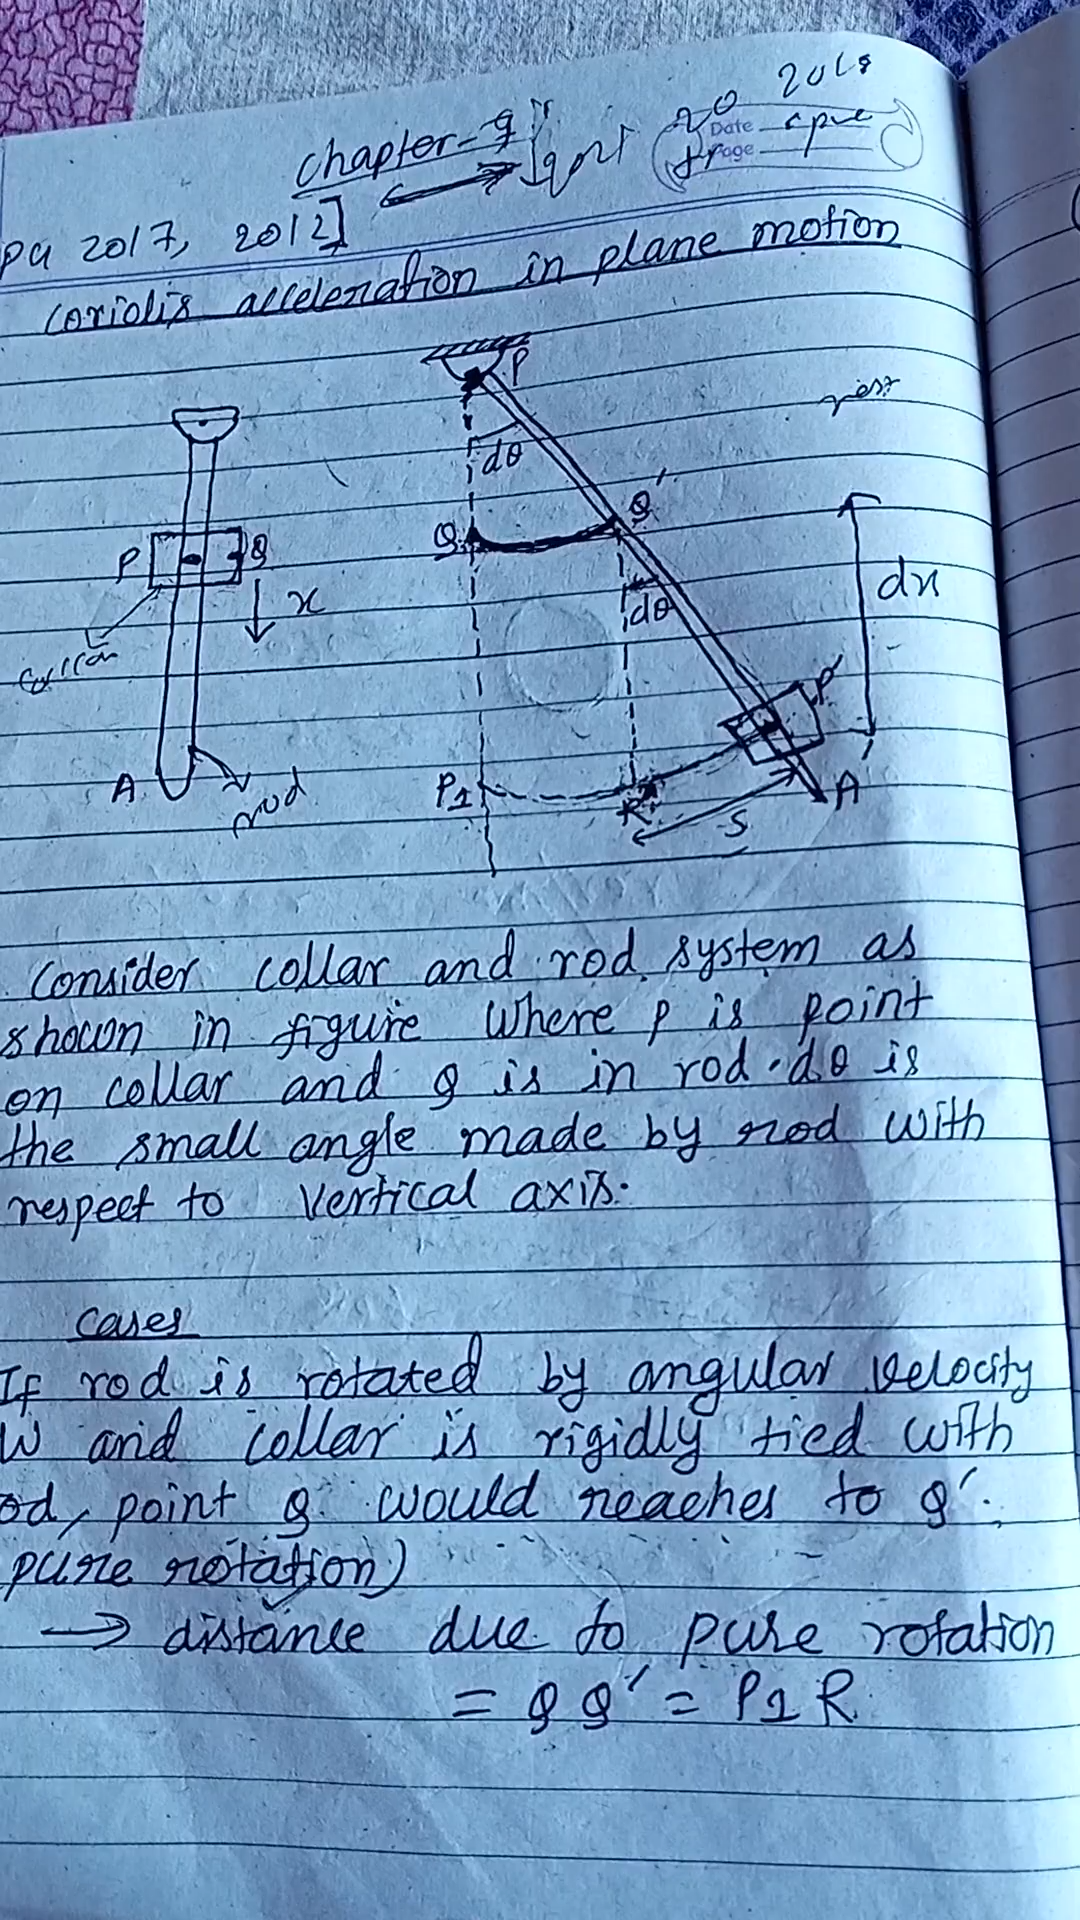 20 2018
Date
Page
chapter-9
PU 2017, 2012]
coriolis acceleration in plane motion
P
dθ
Q Q'
P Q
x
dθ
dx
collar
P'
A
rod
P1
R
S
A'
Consider collar and rod system as
shown in figure where p is point
on collar and Q is in rod. dθ is
the small angle made by rod with
respect to vertical axis.
cases
If rod is rotated by angular velocity
W and collar is rigidly tied with
od, point Q would reaches to Q'.
pure rotation)
→ distance due to pure rotation
= Q Q' = P1 R